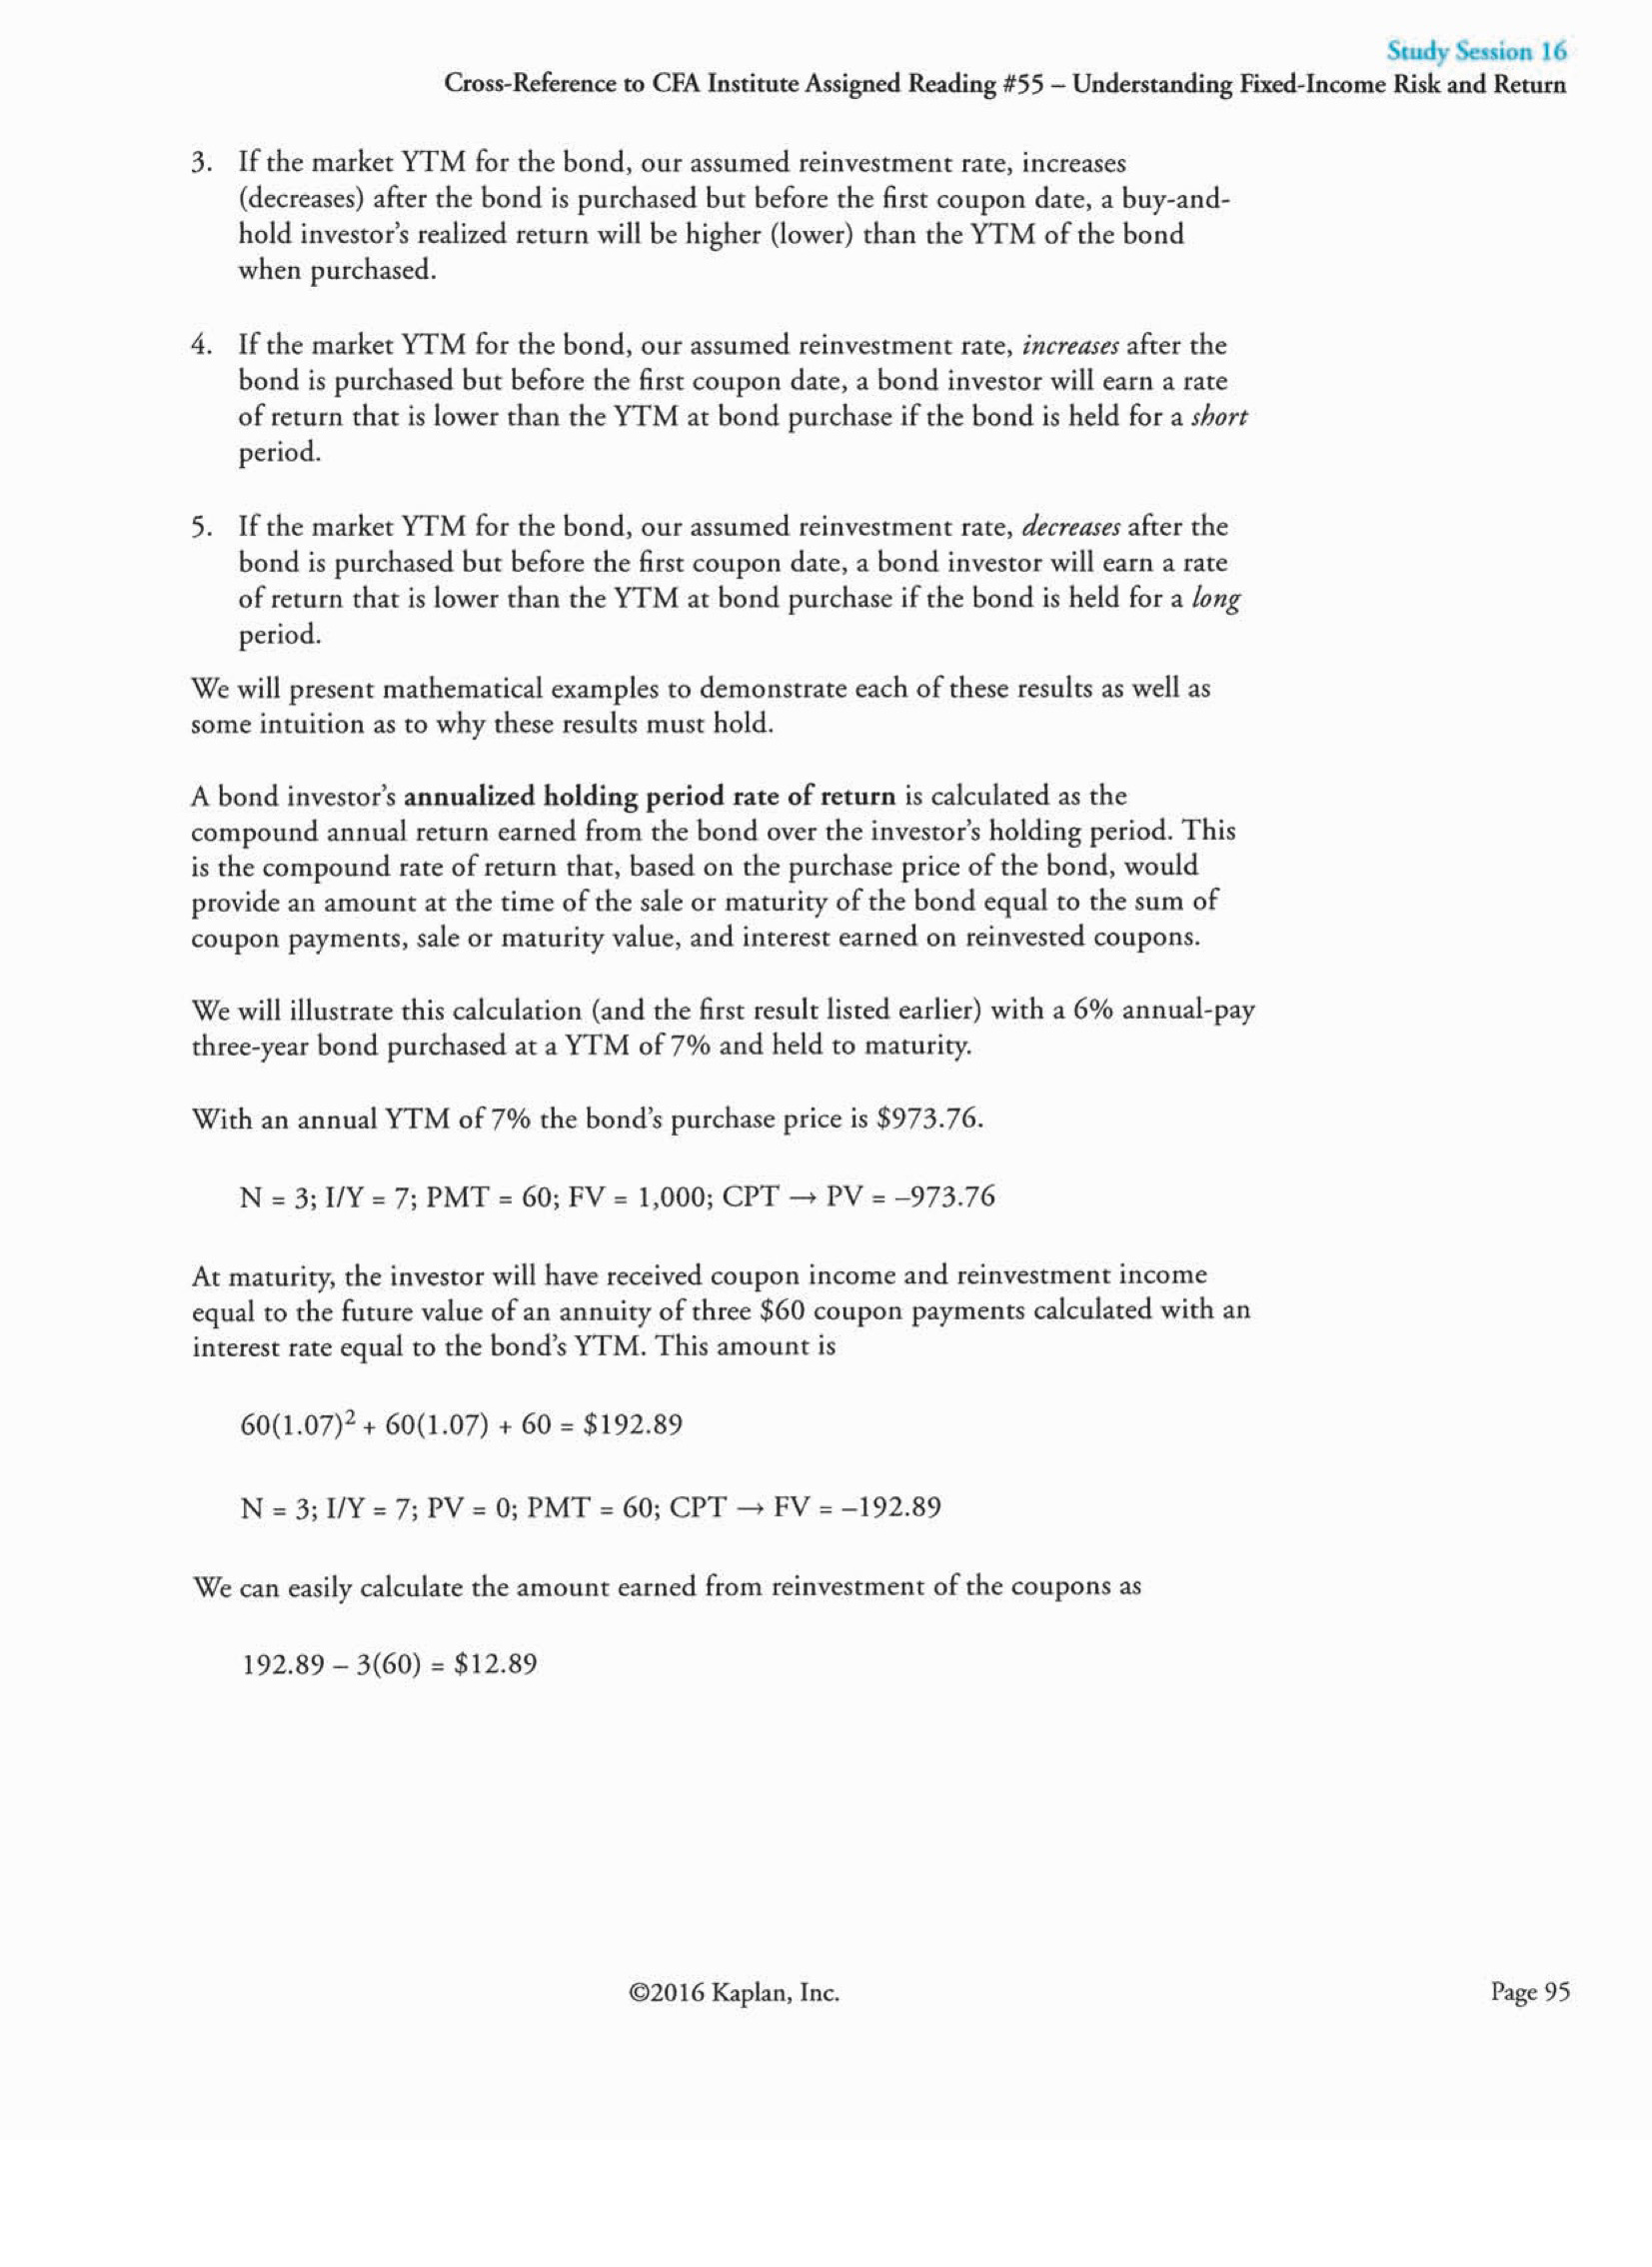 Study Session 16
Cross-Reference to CFA Institute Assigned Reading #55 – Understanding Fixed-Income Risk and Return
3. If the market YTM for the bond, our assumed reinvestment rate, increases
(decreases) after the bond is purchased but before the first coupon date, a buy-and-
hold investor’s realized return will be higher (lower) than the YTM of the bond
when purchased.
4. If the market YTM for the bond, our assumed reinvestment rate, increases after the
bond is purchased but before the first coupon date, a bond investor will earn a rate
of return that is lower than the YTM at bond purchase if the bond is held for a short
period.
5. If the market YTM for the bond, our assumed reinvestment rate, decreases after the
bond is purchased but before the first coupon date, a bond investor will earn a rate
of return that is lower than the YTM at bond purchase if the bond is held for a long
period.
We will present mathematical examples to demonstrate each of these results as well as
some intuition as to why these results must hold.
A bond investor’s annualized holding period rate of return is calculated as the
compound annual return earned from the bond over the investor’s holding period. This
is the compound rate of return that, based on the purchase price of the bond, would
provide an amount at the time of the sale or maturity of the bond equal to the sum of
coupon payments, sale or maturity value, and interest earned on reinvested coupons.
We will illustrate this calculation (and the first result listed earlier) with a 6% annual-pay
three-year bond purchased at a YTM of 7% and held to maturity.
With an annual YTM of 7% the bond’s purchase price is $973.76.
N = 3; I/Y = 7; PMT = 60; FV = 1,000; CPT → PV = –973.76
At maturity, the investor will have received coupon income and reinvestment income
equal to the future value of an annuity of three $60 coupon payments calculated with an
interest rate equal to the bond’s YTM. This amount is
60(1.07)² + 60(1.07) + 60 = $192.89
N = 3; I/Y = 7; PV = 0; PMT = 60; CPT → FV = –192.89
We can easily calculate the amount earned from reinvestment of the coupons as
192.89 – 3(60) = $12.89
©2016 Kaplan, Inc.
Page 95